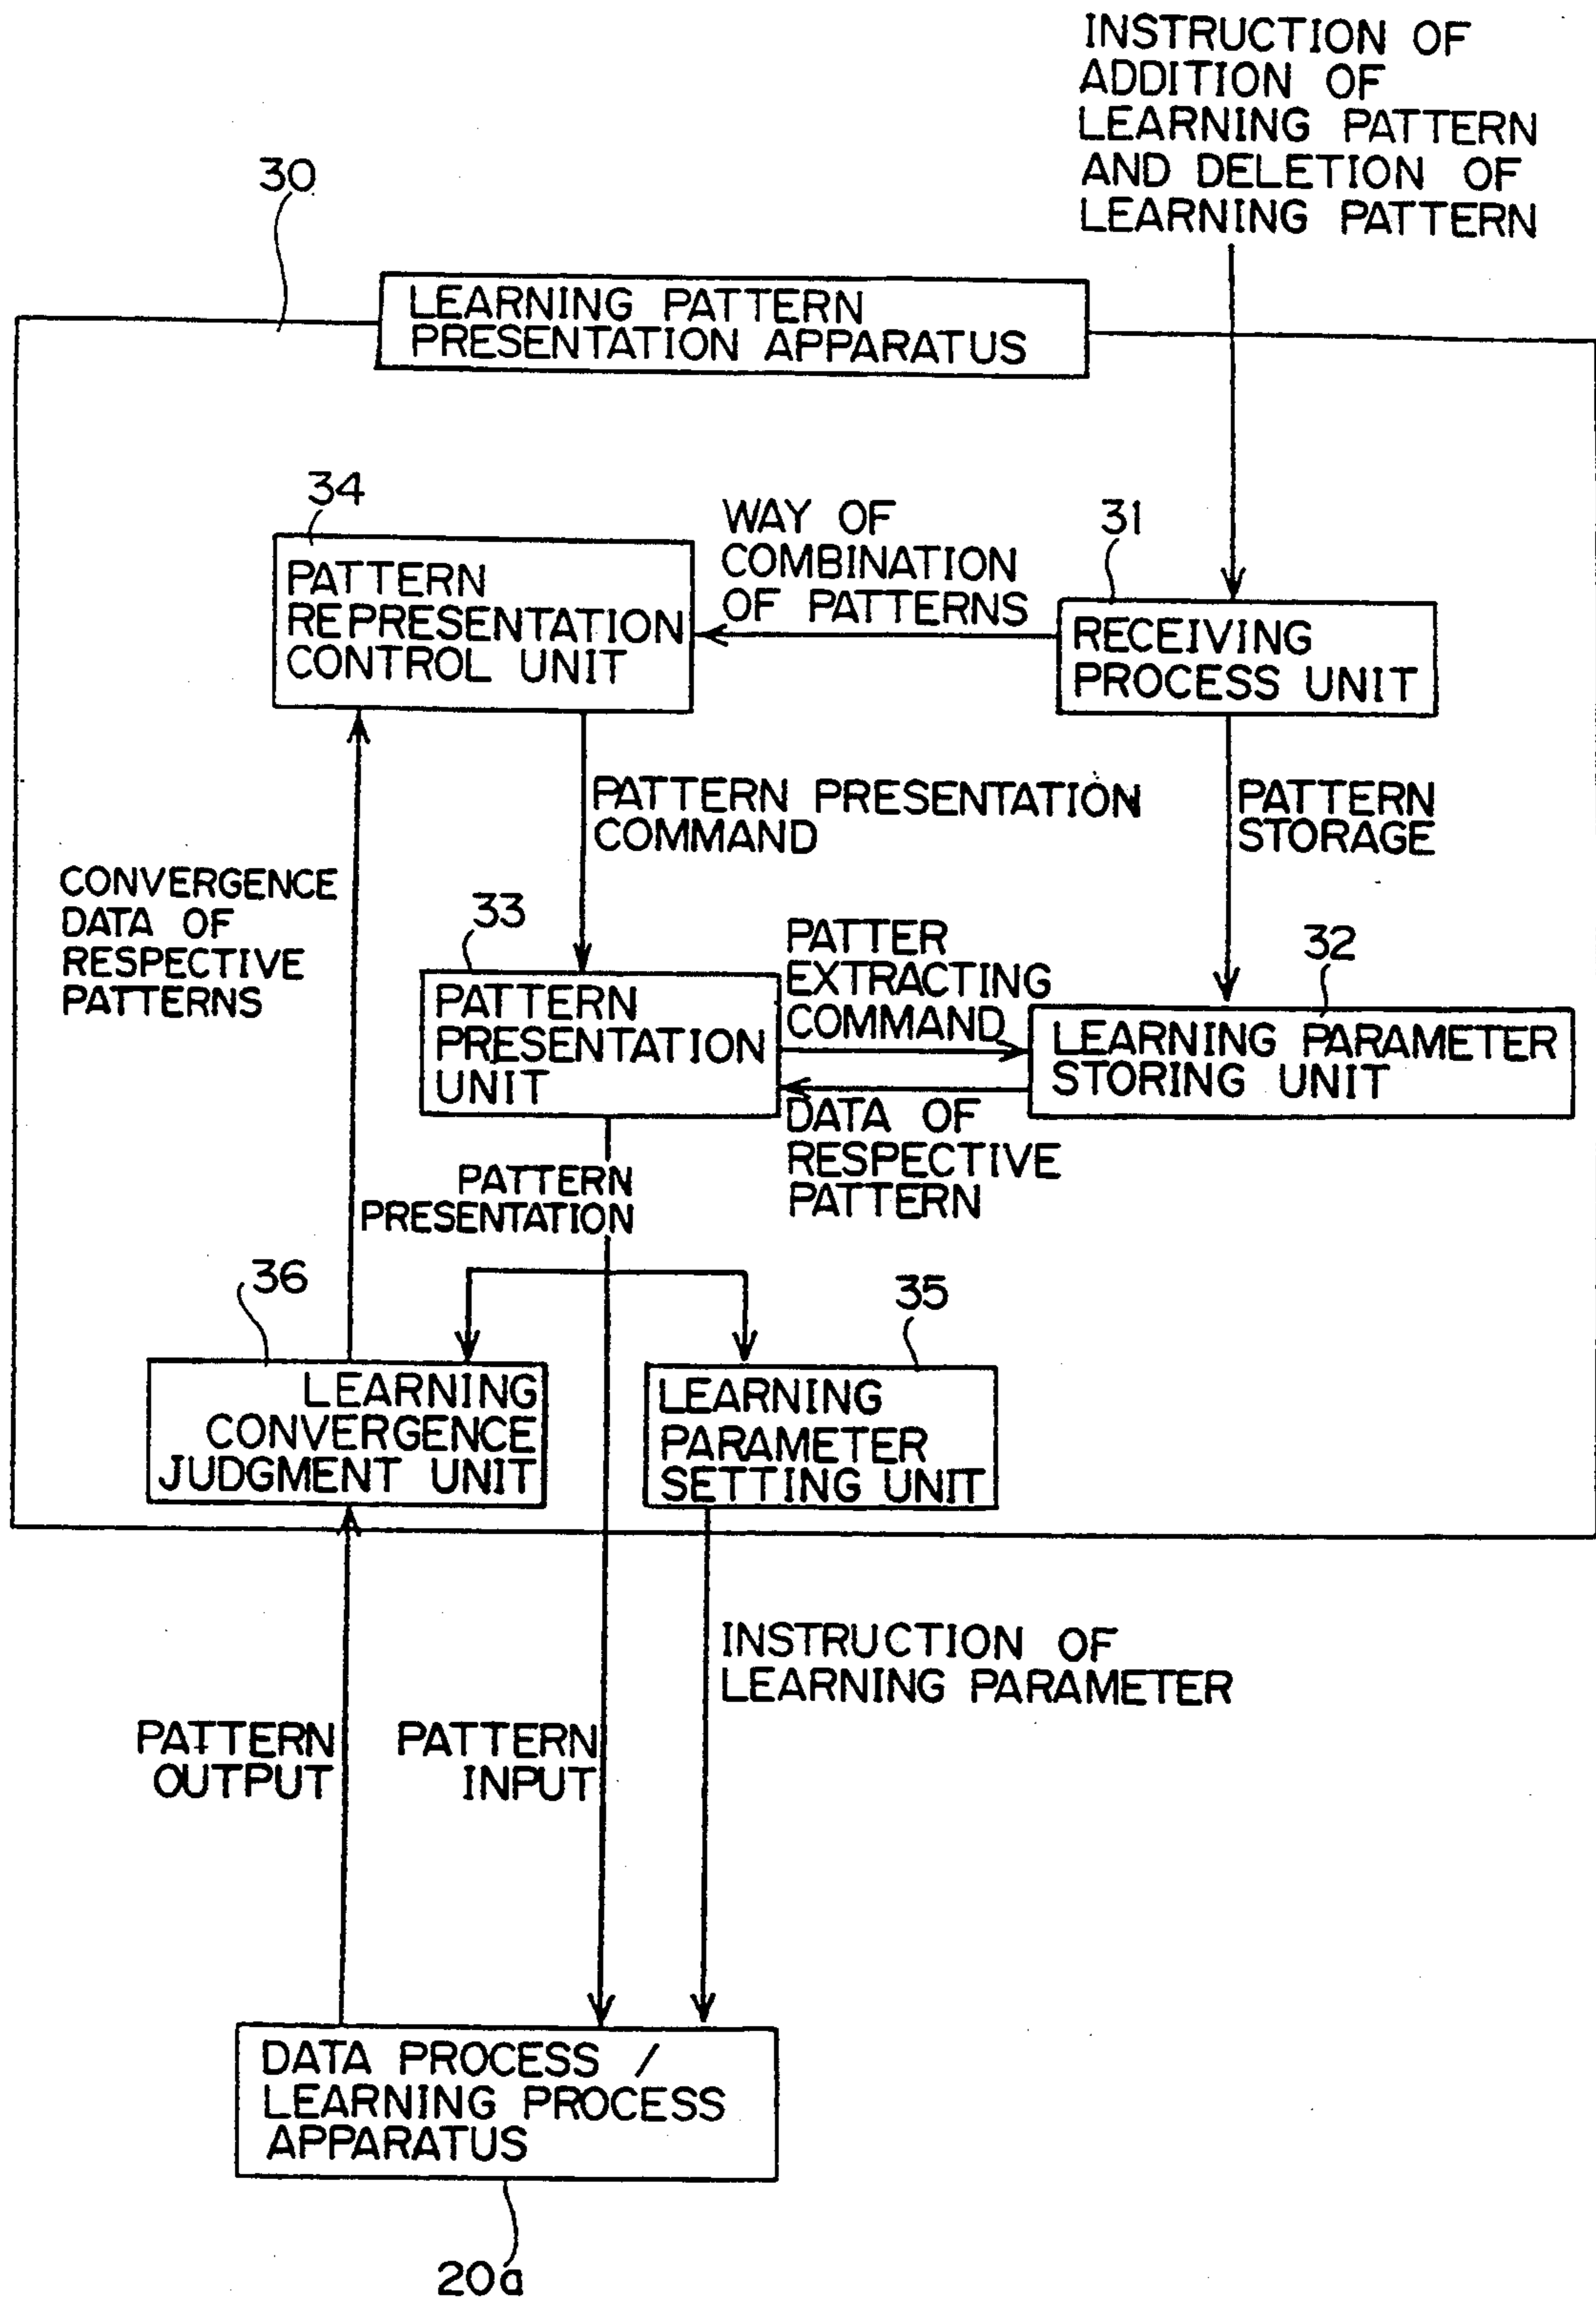 INSTRUCTION OF
ADDITION OF
LEARNING PATTERN
AND DELETION OF
LEARNING PATTERN
30
LEARNING PATTERN
PRESENTATION APPARATUS
34
PATTERN
REPRESENTATION
CONTROL UNIT
WAY OF
COMBINATION
OF PATTERNS
31
RECEIVING
PROCESS UNIT
PATTERN PRESENTATION
COMMAND
PATTERN
STORAGE
CONVERGENCE
DATA OF
RESPECTIVE
PATTERNS
33
PATTERN
PRESENTATION
UNIT
PATTER
EXTRACTING
COMMAND
32
LEARNING PARAMETER
STORING UNIT
DATA OF
RESPECTIVE
PATTERN
PATTERN
PRESENTATION
36
LEARNING
CONVERGENCE
JUDGMENT UNIT
35
LEARNING
PARAMETER
SETTING UNIT
INSTRUCTION OF
LEARNING PARAMETER
PATTERN
OUTPUT
PATTERN
INPUT
DATA PROCESS /
LEARNING PROCESS
APPARATUS
20a